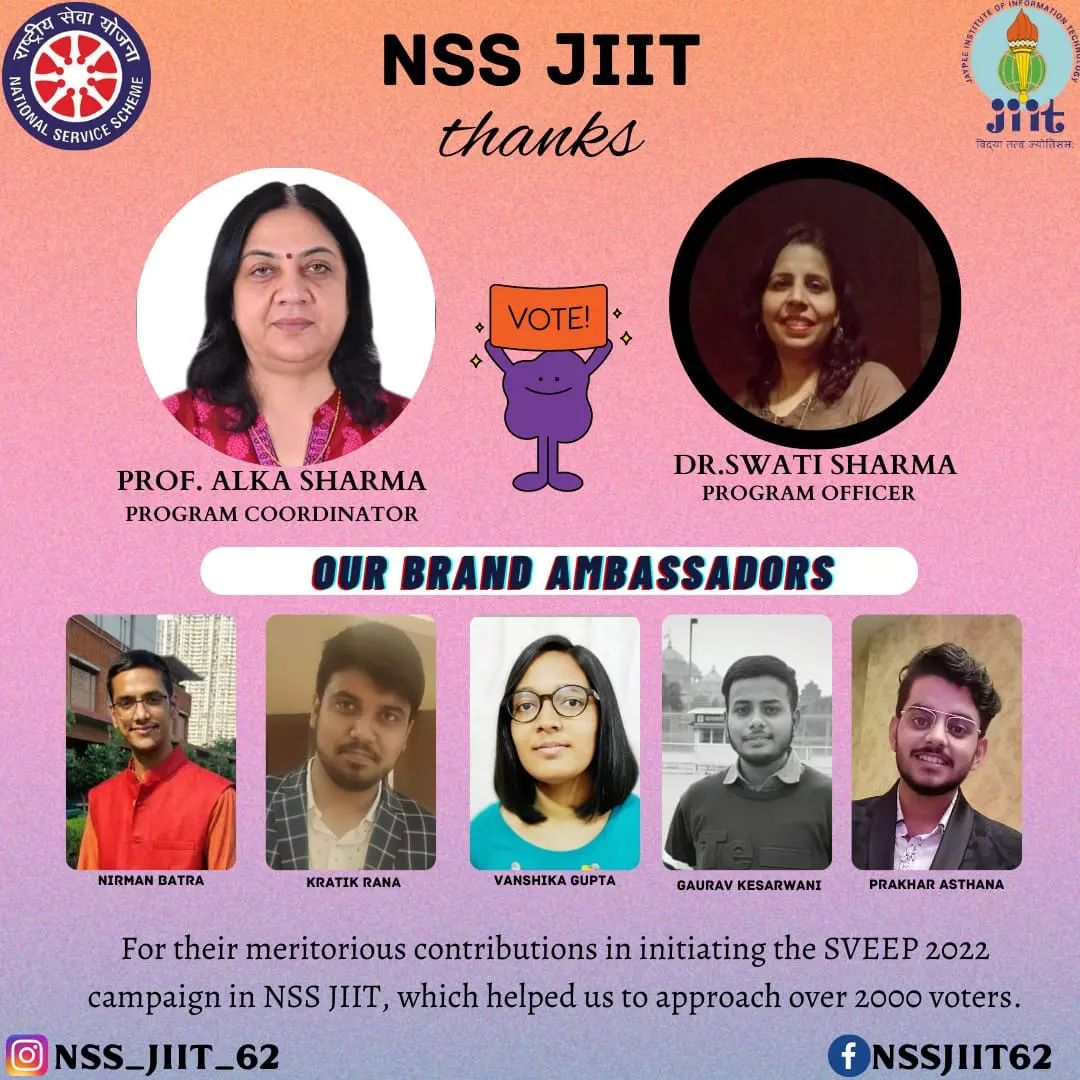 राष्ट्रीय सेवा योजना
NATIONAL SERVICE SCHEME
NSS JIIT
thanks
JAYPEE INSTITUTE OF INFORMATION TECHNOLOGY
jiit
विद्या तत्व ज्योतिसम:
VOTE!
PROF. ALKA SHARMA
PROGRAM COORDINATOR
DR.SWATI SHARMA
PROGRAM OFFICER
OUR BRAND AMBASSADORS
NIRMAN BATRA
KRATIK RANA
VANSHIKA GUPTA
GAURAV KESARWANI
PRAKHAR ASTHANA
For their meritorious contributions in initiating the SVEEP 2022
campaign in NSS JIIT, which helped us to approach over 2000 voters.
NSS_JIIT_62
NSSJIIT62